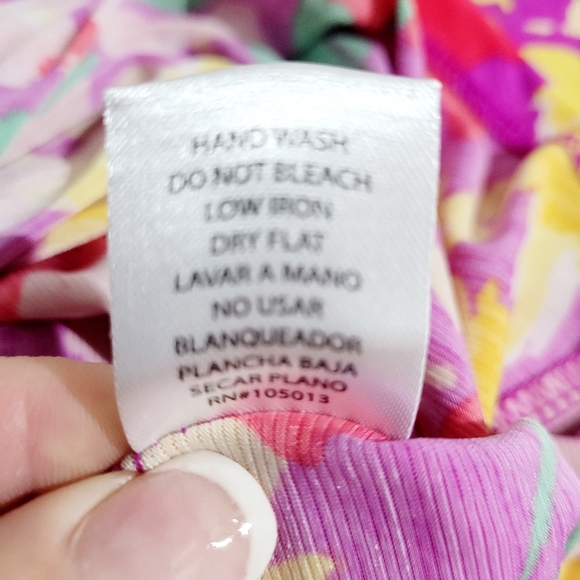 HAND WASH
DO NOT BLEACH
LOW IRON
DRY FLAT
LAVAR A MANO
NO USAR
BLANQUEADOR
PLANCHA BAJA
SECAR PLANO
RN#105013